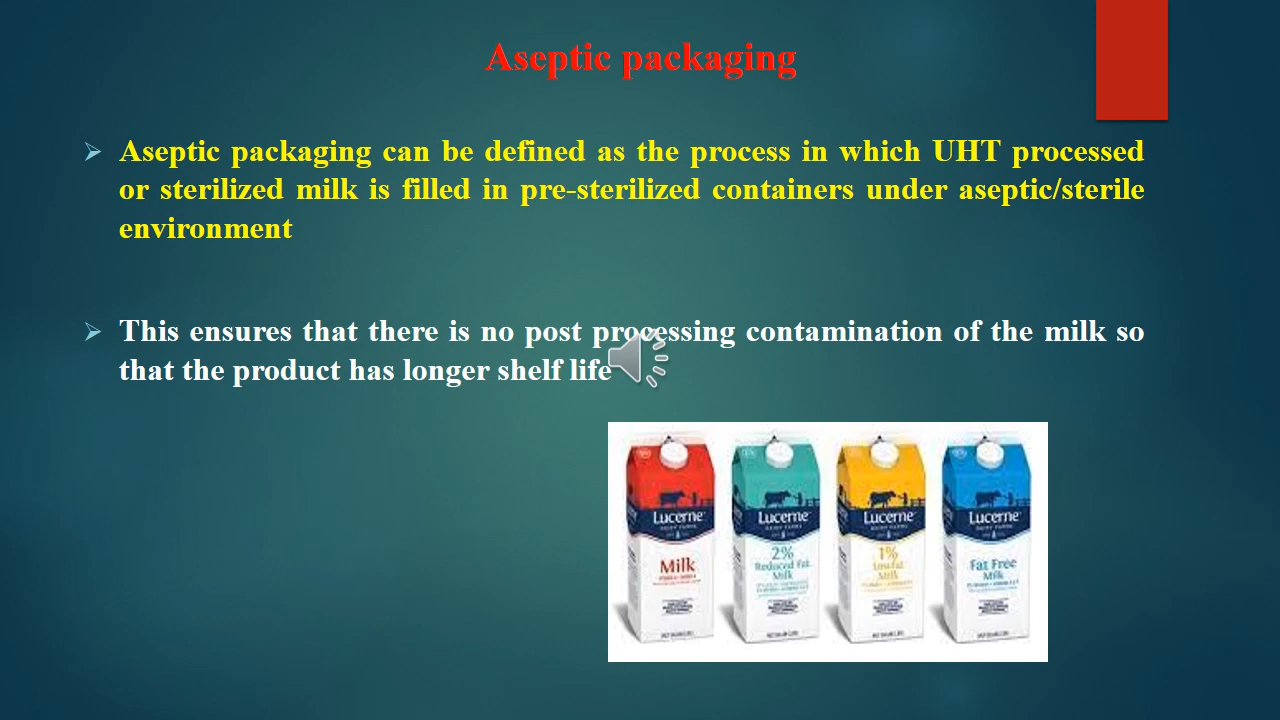 Aseptic packaging
Aseptic packaging can be defined as the process in which UHT processed
or sterilized milk is filled in pre-sterilized containers under aseptic/sterile
environment
This ensures that there is no post processing contamination of the milk so
that the product has longer shelf life
Lucerne Lucerne Lucerne Lucerne
Milk
2%
Reduced Fat
Milk
1%
Lowfat
Milk
Fat Free
Milk